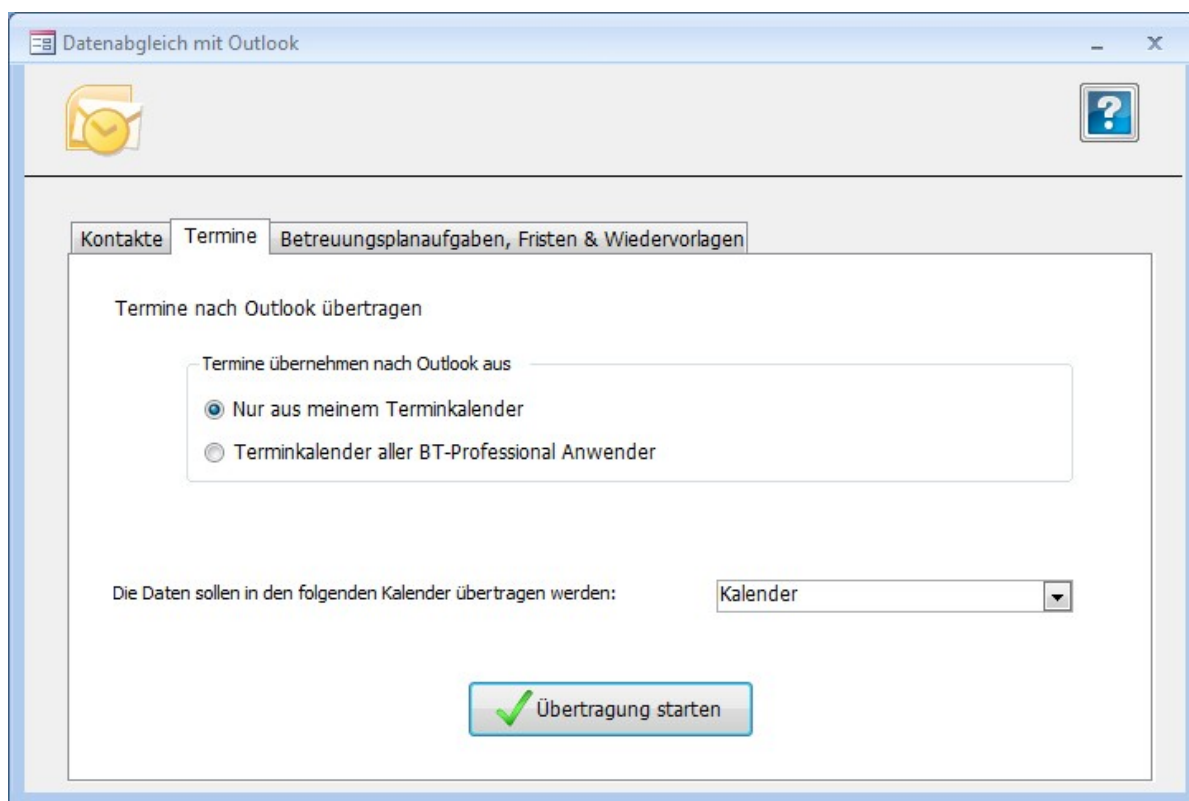 Datenabgleich mit Outlook
Kontakte Termine Betreuungsplanaufgaben, Fristen & Wiedervorlagen
Termine nach Outlook übertragen
Termine übernehmen nach Outlook aus
Nur aus meinem Terminkalender
Terminkalender aller BT-Professional Anwender
Die Daten sollen in den folgenden Kalender übertragen werden: Kalender
Übertragung starten